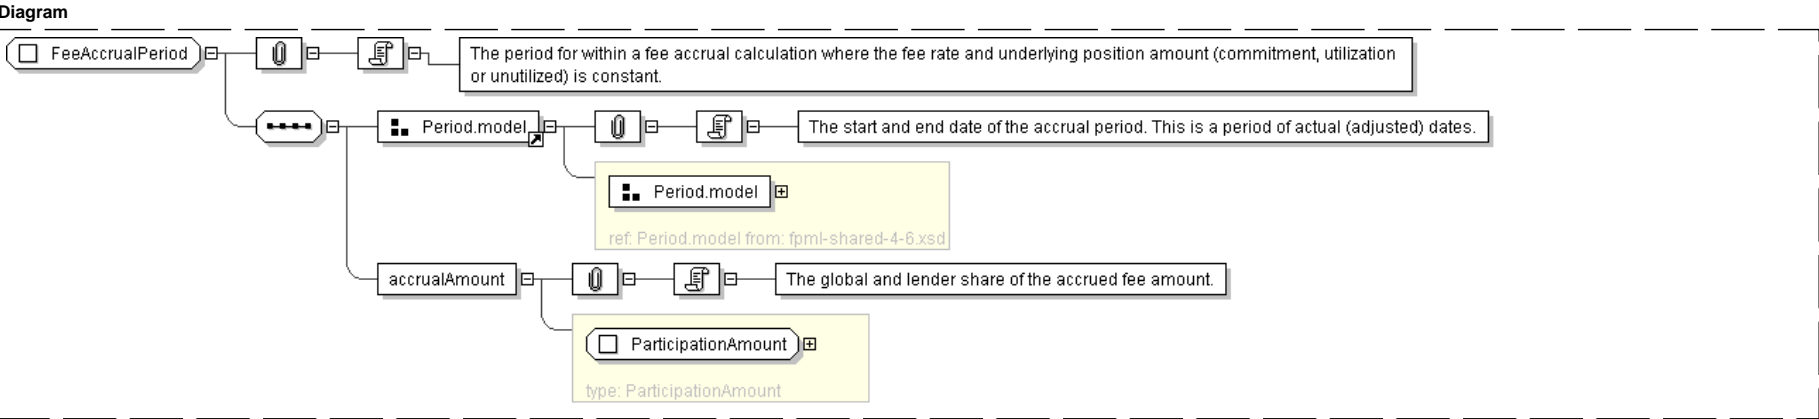 Diagram
FeeAccrualPeriod
The period for within a fee accrual calculation where the fee rate and underlying position amount (commitment, utilization
or unutilized) is constant.
Period.model
The start and end date of the accrual period. This is a period of actual (adjusted) dates.
Period.model
ref: Period.model from: fpml-shared-4-6.xsd
accrualAmount
The global and lender share of the accrued fee amount.
ParticipationAmount
type: ParticipationAmount